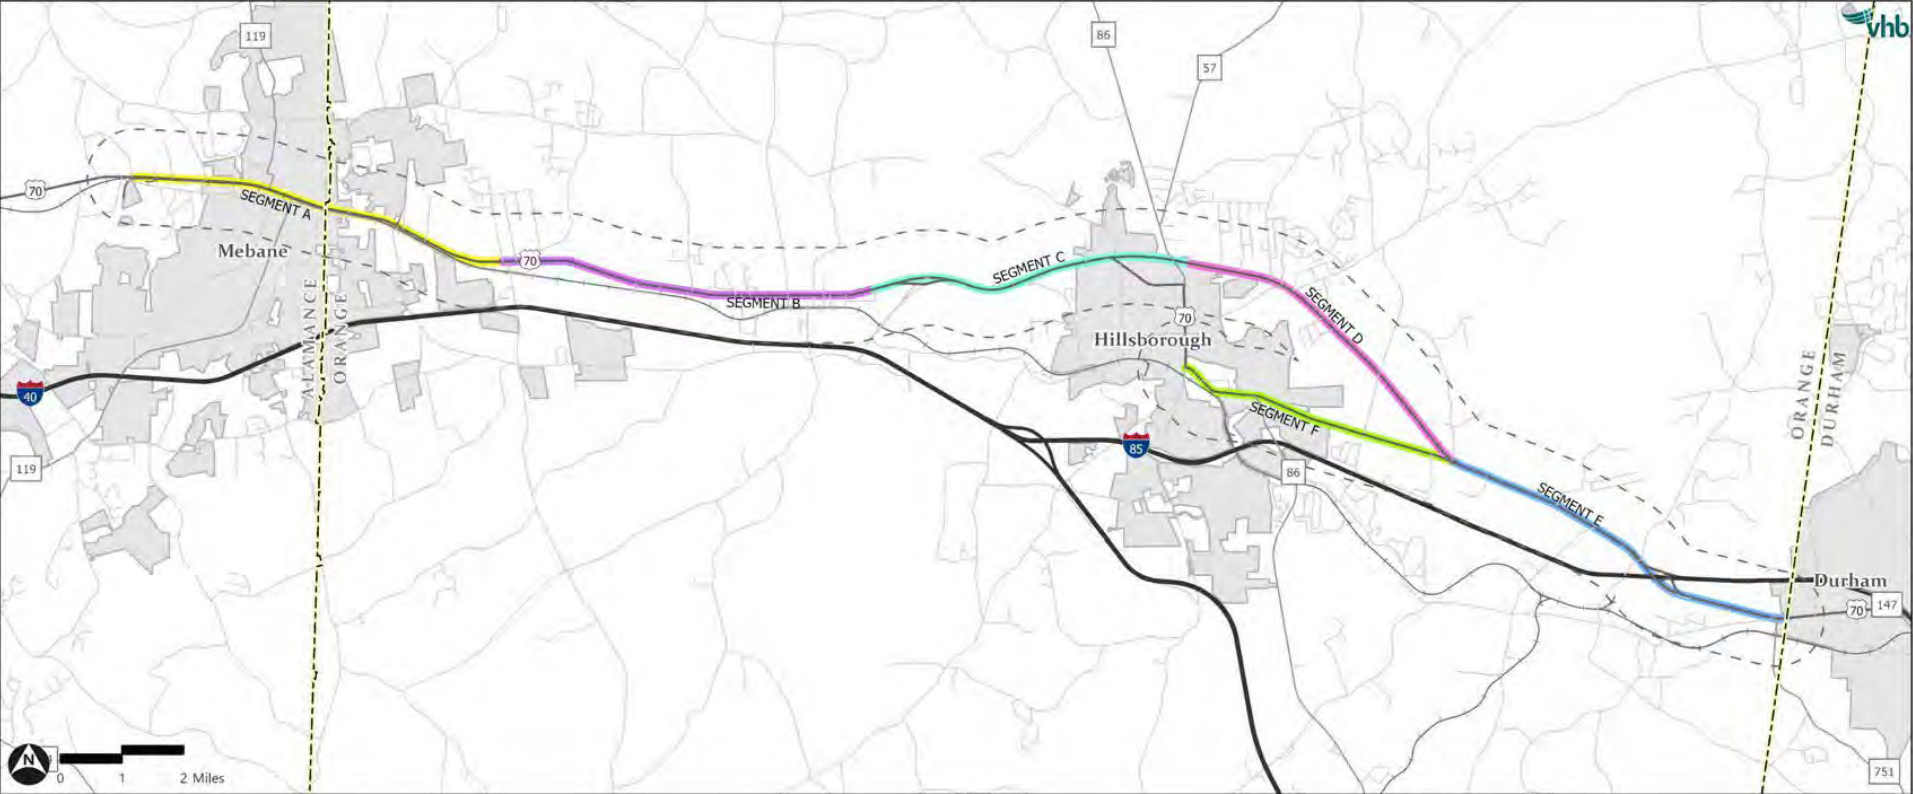 119
86
57
vhb
70
SEGMENT A
Mebane
70
SEGMENT B
SEGMENT C
SEGMENT D
70
Hillsborough
ALAMANCE
ORANGE
ORANGE
DURHAM
40
SEGMENT F
85
119
86
SEGMENT E
Durham
70
147
N
0
1
2 Miles
751